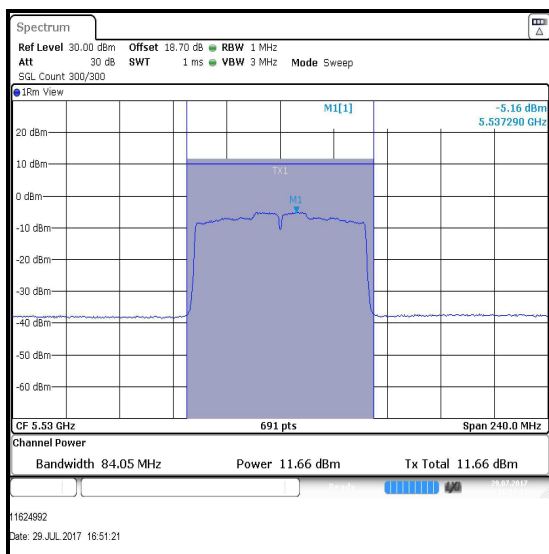 Spectrum
Ref Level 30.00 dBm Offset 18.70 dB RBW 1 MHz
Att 30 dB SWT 1 ms VBW 3 MHz Mode Sweep
SGL Count 300/300
1Rm View
M1[1] -5.16 dBm
5.537290 GHz
20 dBm
10 dBm
TX1
0 dBm
M1
-10 dBm
-20 dBm
-30 dBm
-40 dBm
-50 dBm
-60 dBm
CF 5.53 GHz 691 pts Span 240.0 MHz
Channel Power
Bandwidth 84.05 MHz Power 11.66 dBm Tx Total 11.66 dBm
Ready 29.07.2017
11624992
Date: 29.JUL.2017 16:51:21